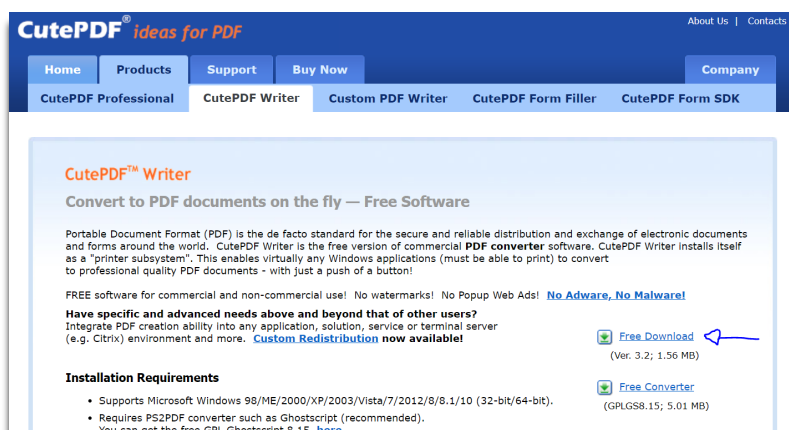 CutePDF® ideas for PDF
About Us | Contacts
Home Products Support Buy Now Company
CutePDF Professional CutePDF Writer Custom PDF Writer CutePDF Form Filler CutePDF Form SDK
CutePDF™ Writer
Convert to PDF documents on the fly — Free Software
Portable Document Format (PDF) is the de facto standard for the secure and reliable distribution and exchange of electronic documents
and forms around the world. CutePDF Writer is the free version of commercial PDF converter software. CutePDF Writer installs itself
as a "printer subsystem". This enables virtually any Windows applications (must be able to print) to convert
to professional quality PDF documents - with just a push of a button!
FREE software for commercial and non-commercial use! No watermarks! No Popup Web Ads! No Adware, No Malware!
Have specific and advanced needs above and beyond that of other users?
Integrate PDF creation ability into any application, solution, service or terminal server
(e.g. Citrix) environment and more. Custom Redistribution now available!
Free Download
(Ver. 3.2; 1.56 MB)
Free Converter
(GPLGS8.15; 5.01 MB)
Installation Requirements
• Supports Microsoft Windows 98/ME/2000/XP/2003/Vista/7/2012/8/8.1/10 (32-bit/64-bit).
• Requires PS2PDF converter such as Ghostscript (recommended).
You can get the free GPL Ghostscript 8.15 here